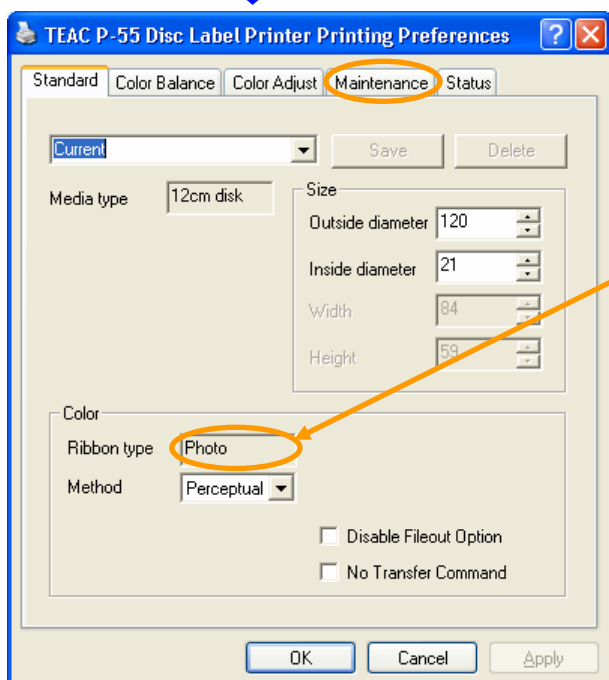 TEAC P-55 Disc Label Printer Printing Preferences
Standard Color Balance Color Adjust Maintenance Status
Current Save Delete
Media type 12cm disk
Size
Outside diameter 120
Inside diameter 21
Width 84
Height 59
Color
Ribbon type Photo
Method Perceptual
Disable Fileout Option
No Transfer Command
OK Cancel Apply